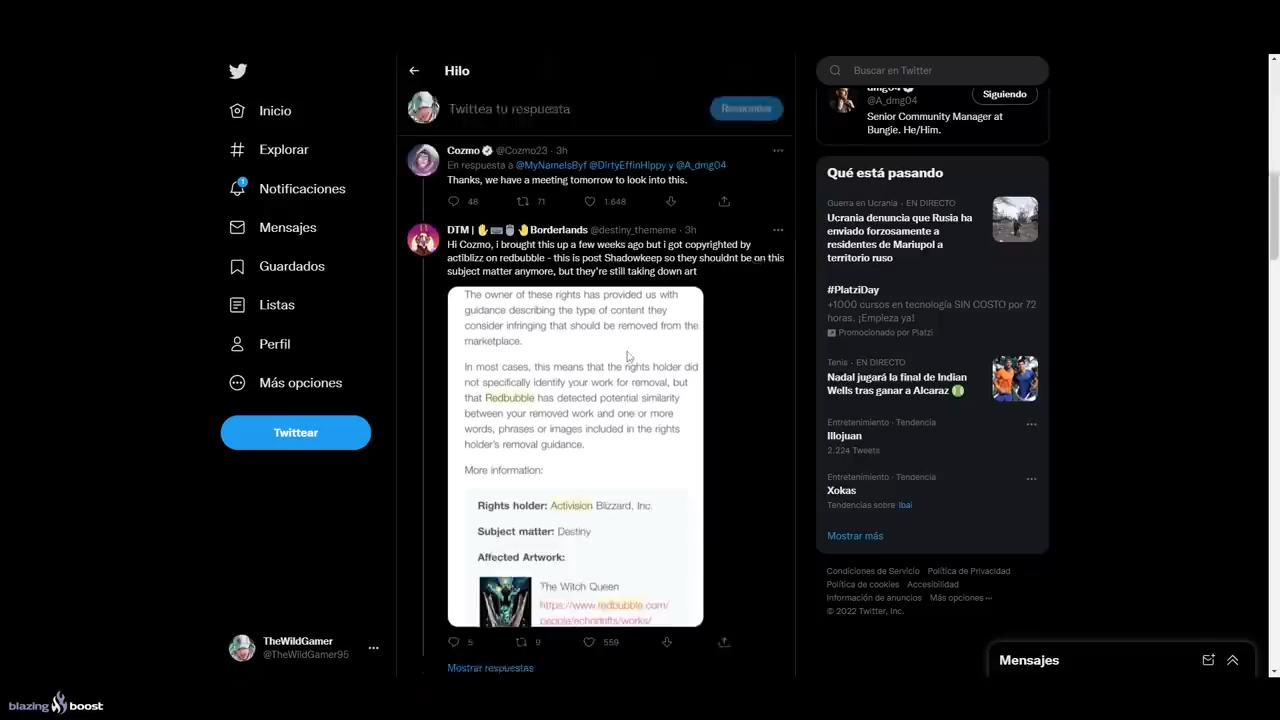 Inicio
Explorar
1
Notificaciones
Mensajes
Guardados
Listas
Perfil
Más opciones
Twittear
TheWildGamer
@TheWildGamer95
Hilo
Twittea tu respuesta
Responder
Cozmo @Cozmo23 · 3h
En respuesta a @MyNameIsByf @DirtyEffinHippy y @A_dmg04
Thanks, we have a meeting tomorrow to look into this.
48 71 1.648
DTM | Borderlands @destiny_thememe · 3h
Hi Cozmo, i brought this up a few weeks ago but i got copyrighted by
actiblizz on redbubble - this is post Shadowkeep so they shouldnt be on this
subject matter anymore, but they're still taking down art
The owner of these rights has provided us with
guidance describing the type of content they
consider infringing that should be removed from the
marketplace.
In most cases, this means that the rights holder did
not specifically identify your work for removal, but
that Redbubble has detected potential similarity
between your removed work and one or more
words, phrases or images included in the rights
holder's removal guidance.
More information:
Rights holder: Activision Blizzard, Inc.
Subject matter: Destiny
Affected Artwork:
The Witch Queen
https://www.redbubble.com/
5 9 559
Mostrar respuestas
Buscar en Twitter
dmg04
@A_dmg04
Siguiendo
Senior Community Manager at
Bungie. He/Him.
Qué está pasando
Guerra en Ucrania · EN DIRECTO
Ucrania denuncia que Rusia ha
enviado forzosamente a
residentes de Mariupol a
territorio ruso
#PlatziDay
+1000 cursos en tecnología SIN COSTO por 72
horas. ¡Empieza ya!
Promocionado por Platzi
Tenis · EN DIRECTO
Nadal jugará la final de Indian
Wells tras ganar a Alcaraz
Entretenimiento · Tendencia
Illojuan
2.224 Tweets
Entretenimiento · Tendencia
Xokas
Tendencias sobre Ibai
Mostrar más
Condiciones de Servicio Política de Privacidad
Política de cookies Accesibilidad
Información de anuncios Más opciones ···
© 2022 Twitter, Inc.
Mensajes
blazing boost